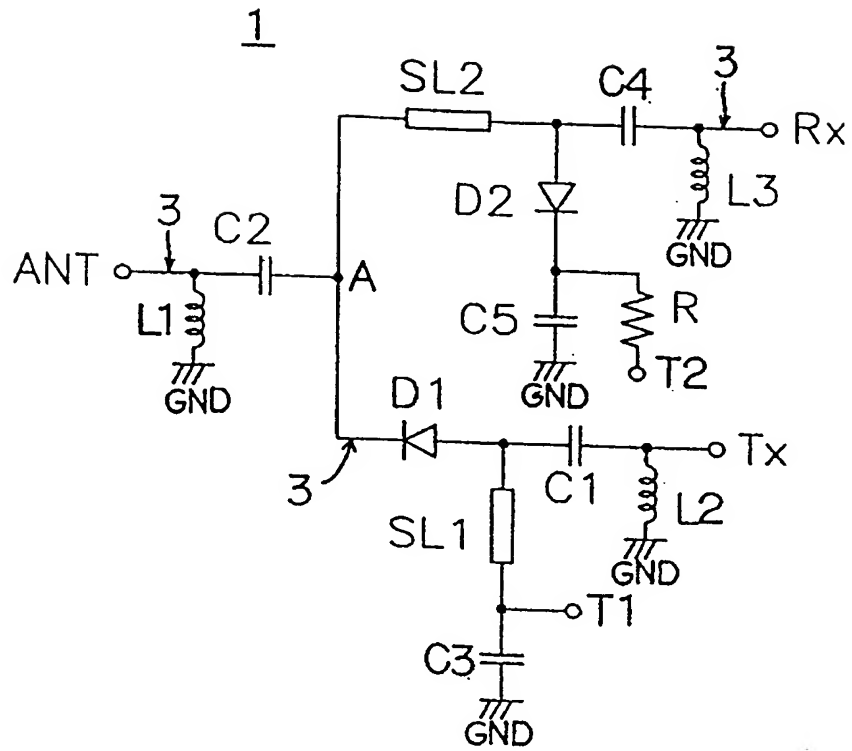 1
SL2
C4
3
Rx
D2
L3
GND
3
C2
ANT
A
L1
GND
C5
R
GND
T2
D1
3
C1
Tx
L2
GND
SL1
T1
C3
GND